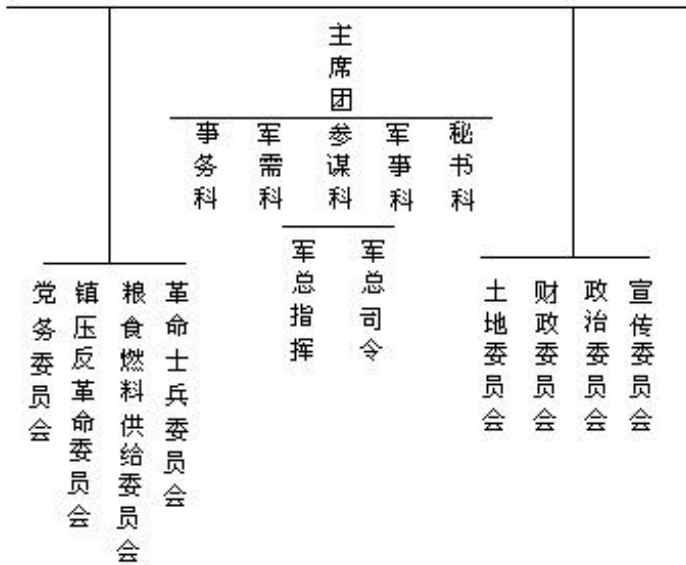 主席团
事务科
军需科
参谋科
军事科
秘书科
军总指挥
军总司令
党务委员会
镇压反革命委员会
粮食燃料供给委员会
革命士兵委员会
土地委员会
财政委员会
政治委员会
宣传委员会